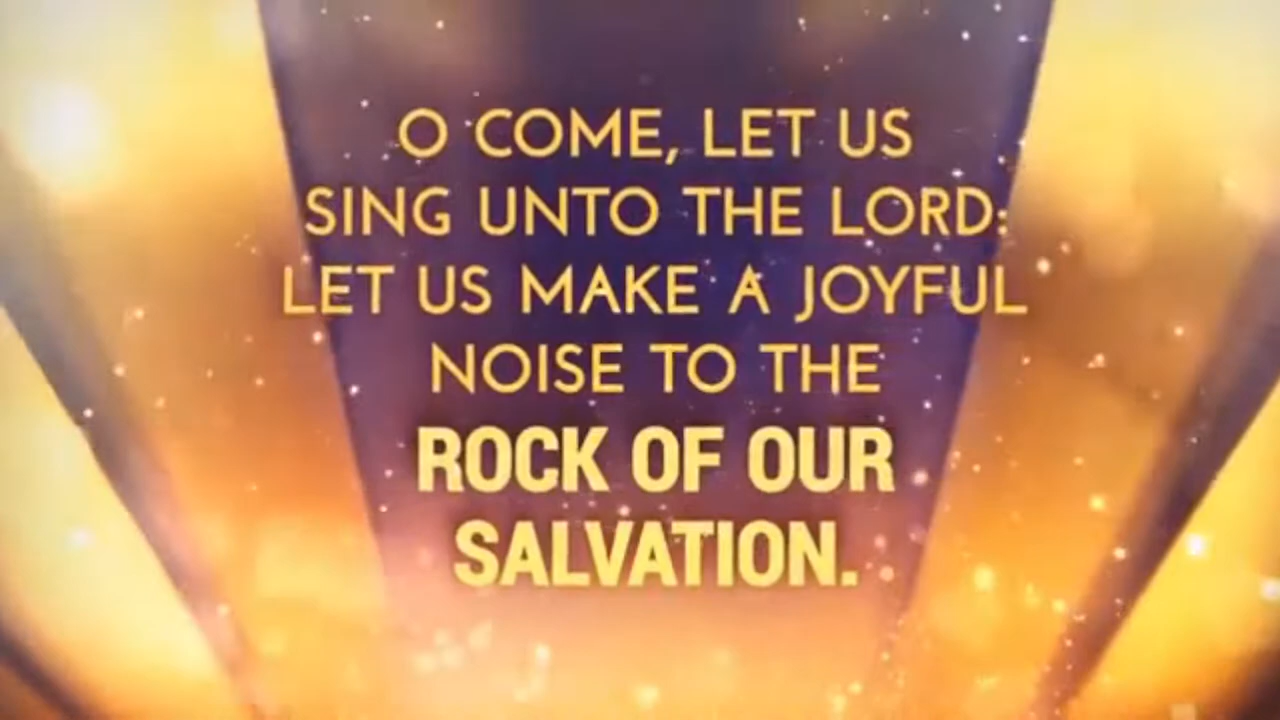 O COME, LET US
SING UNTO THE LORD:
LET US MAKE A JOYFUL
NOISE TO THE
ROCK OF OUR
SALVATION.